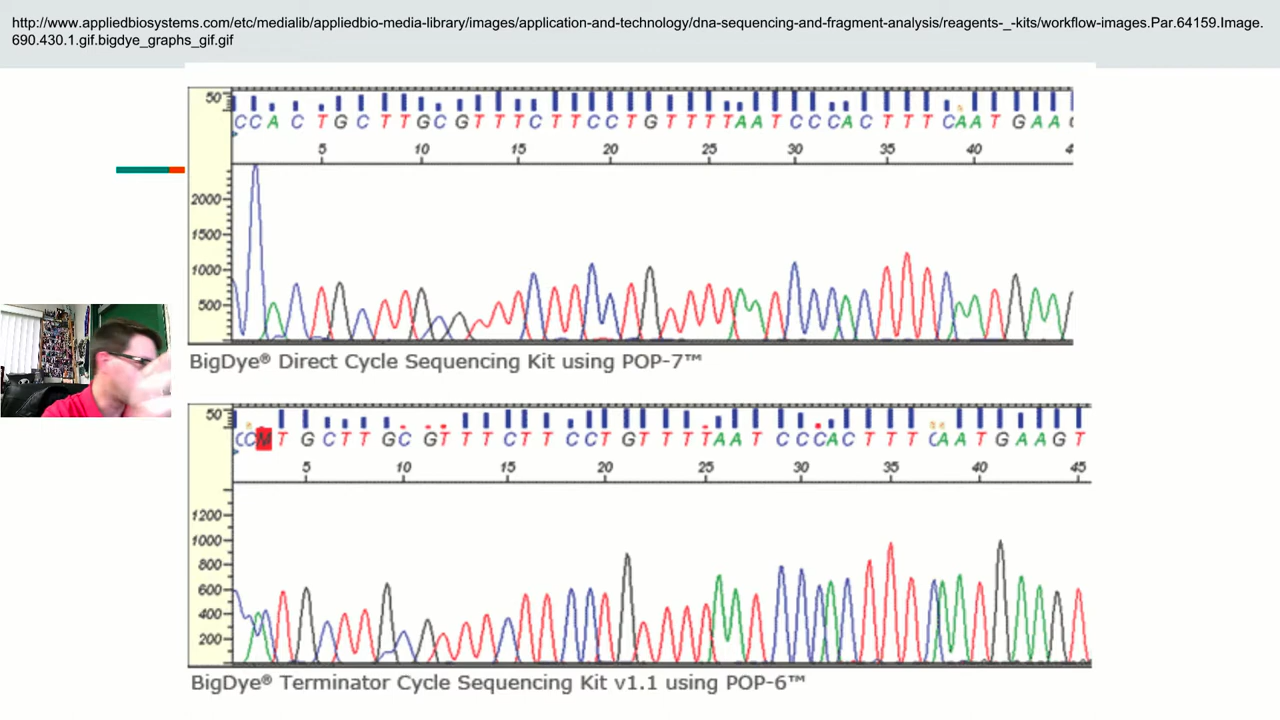 http://www.appliedbiosystems.com/etc/medialib/appliedbio-media-library/images/application-and-technology/dna-sequencing-and-fragment-analysis/reagents-_-kits/workflow-images.Par.64159.Image.
690.430.1.gif.bigdye_graphs_gif.gif
50
C C A C T G C T T G C G T T T C T T C C T G T T T T A A T C C C A C T T T C A A T G A A
5 10 15 20 25 30 35 40 4
2000
1500
1000
500
BigDye® Direct Cycle Sequencing Kit using POP-7™
50
C C M T G C T T G C G T T T C T T C C T G T T T T A A T C C C A C T T T C A A T G A A G T
5 10 15 20 25 30 35 40 45
1200
1000
800
600
400
200
BigDye® Terminator Cycle Sequencing Kit v1.1 using POP-6™